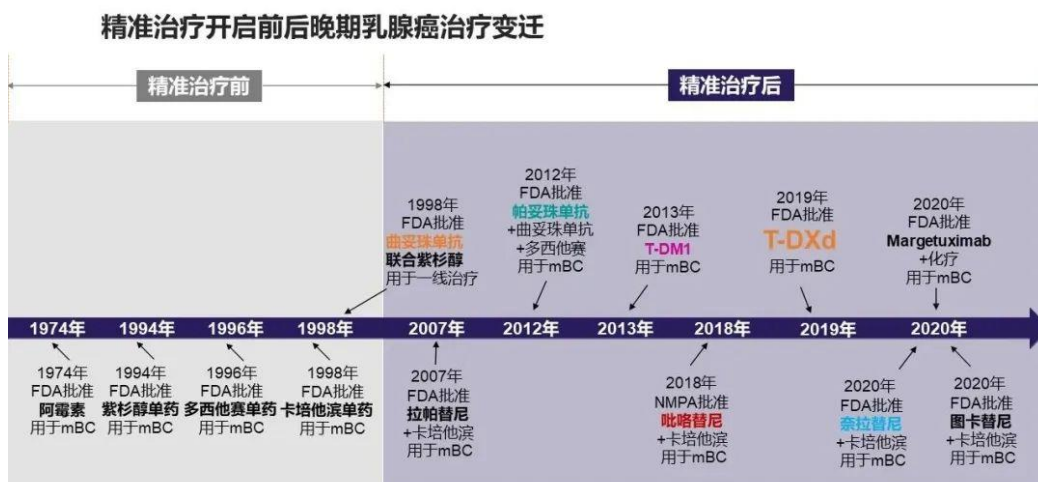 精准治疗开启前后晚期乳腺癌治疗变迁
精准治疗前
精准治疗后
1998年
FDA批准
曲妥珠单抗
联合紫杉醇
用于一线治疗
2012年
FDA批准
帕妥珠单抗
+曲妥珠单抗
+多西他赛
用于mBC
2013年
FDA批准
T-DM1
用于mBC
2019年
FDA批准
T-DXd
用于mBC
2020年
FDA批准
Margetuximab
+化疗
用于mBC
1974年 1994年 1996年 1998年 2007年 2012年 2013年 2018年 2019年 2020年
1974年
FDA批准
阿霉素
用于mBC
1994年
FDA批准
紫杉醇单药
用于mBC
1996年
FDA批准
多西他赛单药
用于mBC
1998年
FDA批准
卡培他滨单药
用于mBC
2007年
FDA批准
拉帕替尼
+卡培他滨
用于mBC
2018年
NMPA批准
吡咯替尼
+卡培他滨
用于mBC
2020年
FDA批准
奈拉替尼
+卡培他滨
用于mBC
2020年
FDA批准
图卡替尼
+卡培他滨
用于mBC